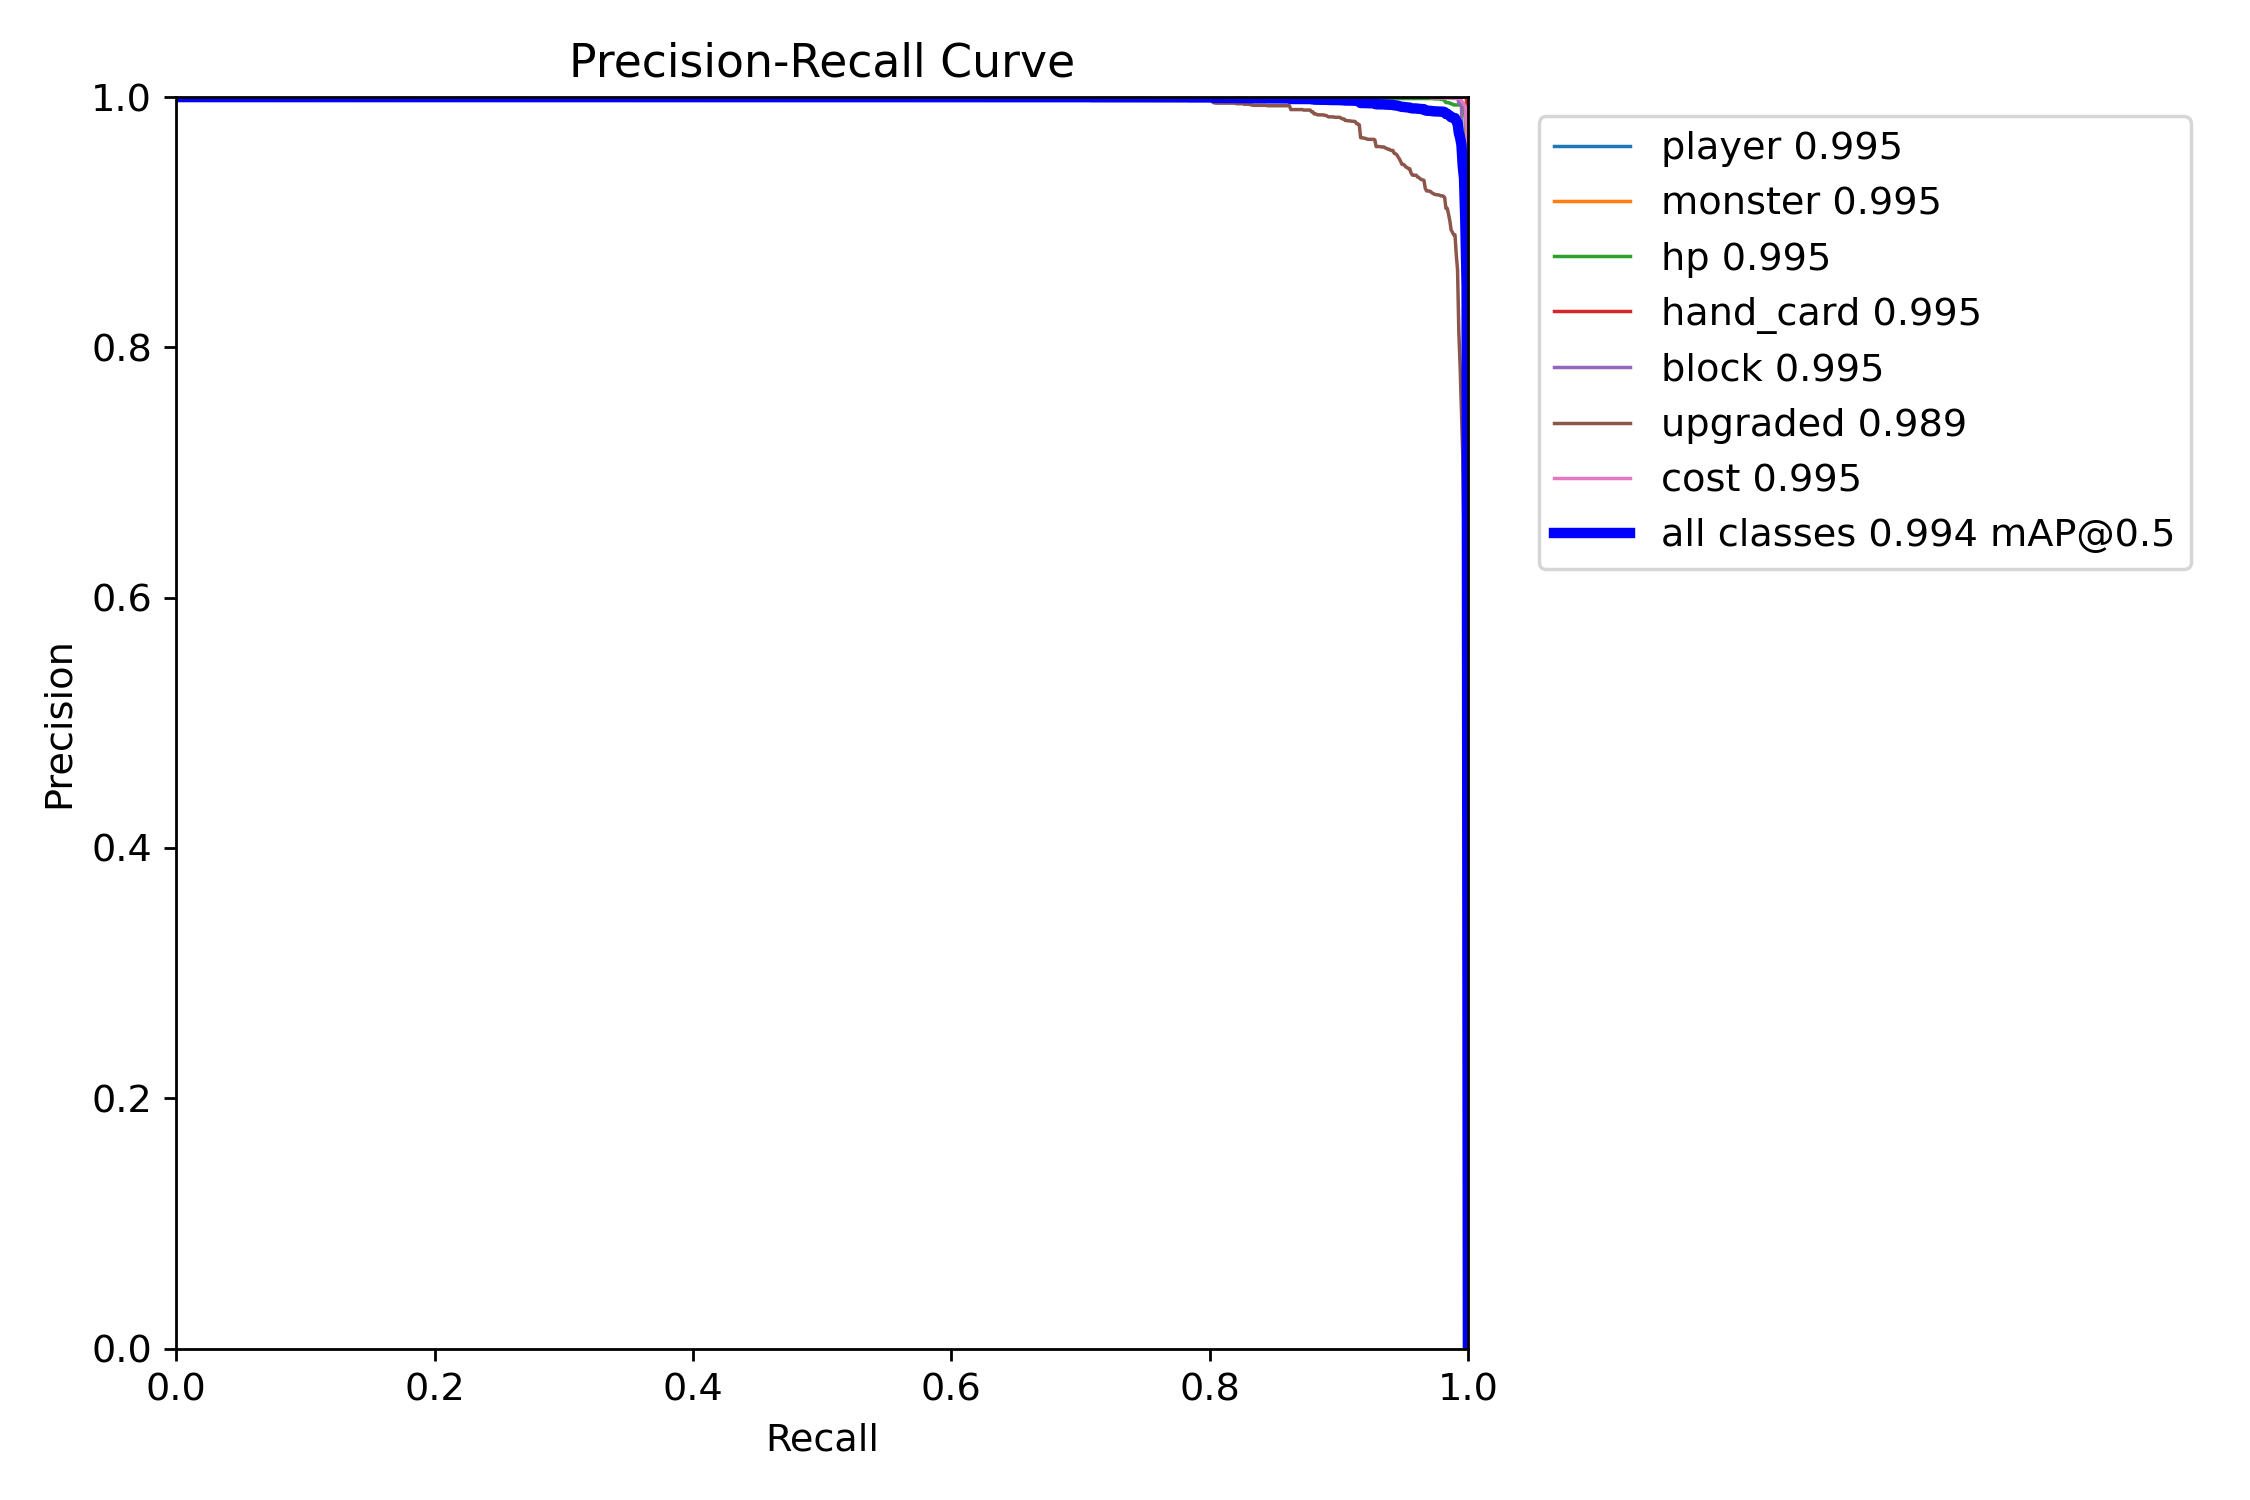 Precision-Recall Curve
1.0
0.8
0.6
0.4
0.2
0.0
Precision
0.0 0.2 0.4 0.6 0.8 1.0
Recall
player 0.995
monster 0.995
hp 0.995
hand_card 0.995
block 0.995
upgraded 0.989
cost 0.995
all classes 0.994 mAP@0.5